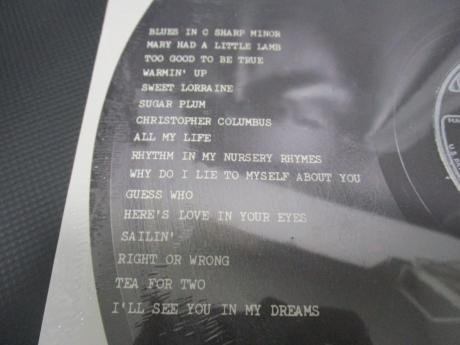 BLUES IN C SHARP MINOR
MARY HAD A LITTLE LAMB
TOO GOOD TO BE TRUE
WARMIN' UP
SWEET LORRAINE
SUGAR PLUM
CHRISTOPHER COLUMBUS
ALL MY LIFE
RHYTHM IN MY NURSERY RHYMES
WHY DO I LIE TO MYSELF ABOUT YOU
GUESS WHO
HERE'S LOVE IN YOUR EYES
SAILIN'
RIGHT OR WRONG
TEA FOR TWO
I'LL SEE YOU IN MY DREAMS